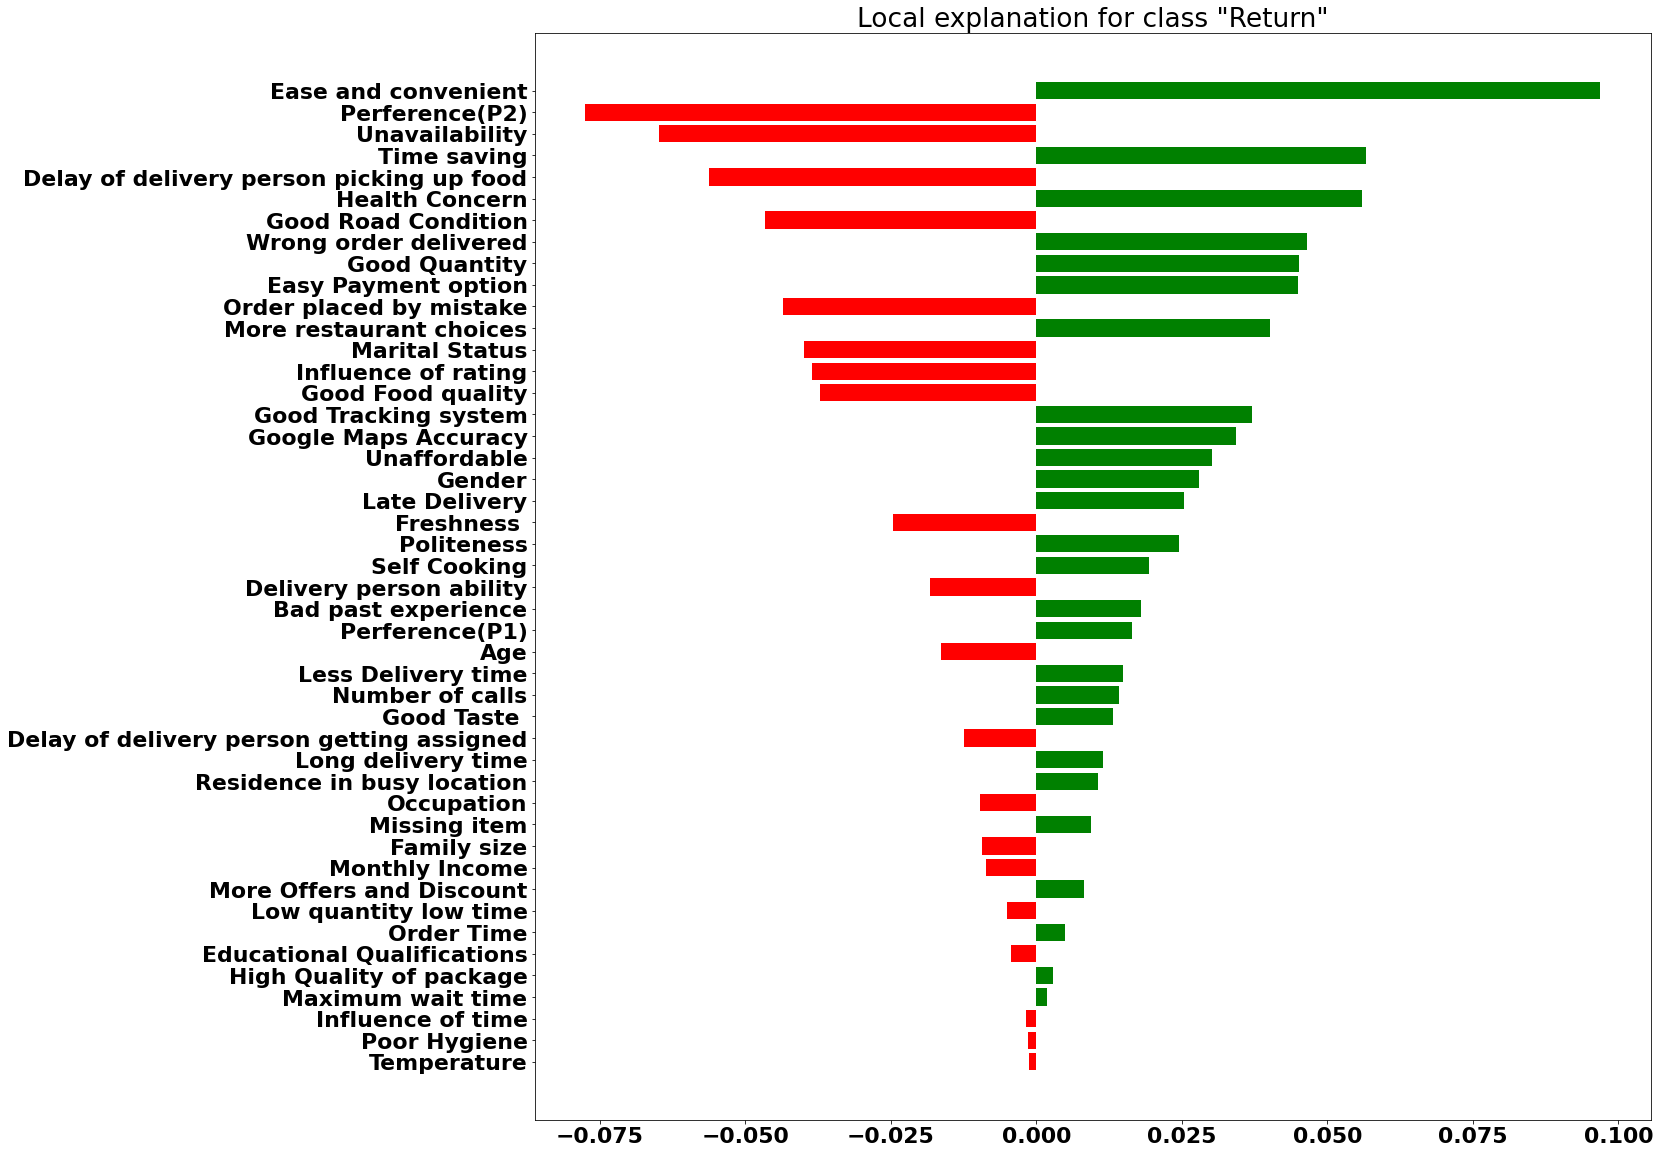 Local explanation for class "Return"
Ease and convenient
Perference(P2)
Unavailability
Time saving
Delay of delivery person picking up food
Health Concern
Good Road Condition
Wrong order delivered
Good Quantity
Easy Payment option
Order placed by mistake
More restaurant choices
Marital Status
Influence of rating
Good Food quality
Good Tracking system
Google Maps Accuracy
Unaffordable
Gender
Late Delivery
Freshness
Politeness
Self Cooking
Delivery person ability
Bad past experience
Perference(P1)
Age
Less Delivery time
Number of calls
Good Taste
Delay of delivery person getting assigned
Long delivery time
Residence in busy location
Occupation
Missing item
Family size
Monthly Income
More Offers and Discount
Low quantity low time
Order Time
Educational Qualifications
High Quality of package
Maximum wait time
Influence of time
Poor Hygiene
Temperature
−0.075 −0.050 −0.025 0.000 0.025 0.050 0.075 0.100